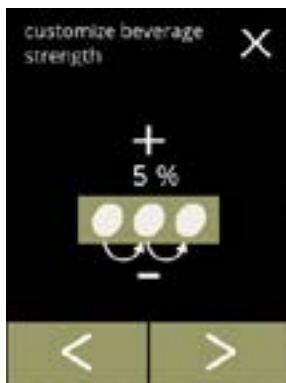 customize beverage
strength
+
5 %
-
< >